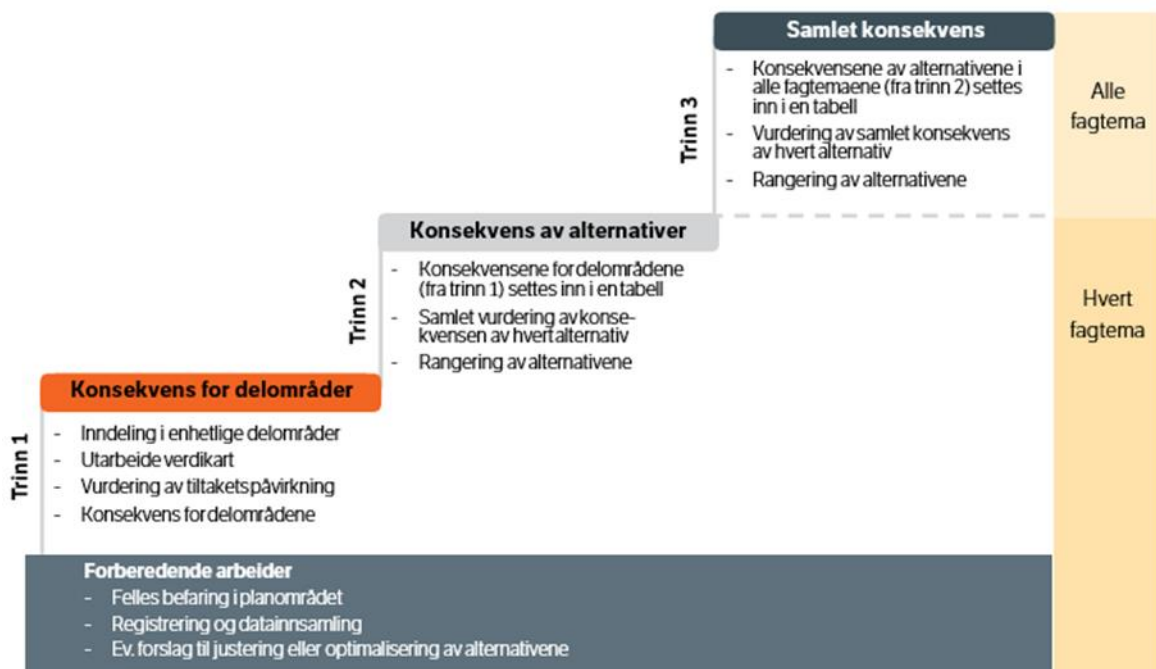 Samlet konsekvens
- Konsekvensene av alternativene i
alle fagtemaene (fra trinn 2) settes
inn i en tabell
- Vurdering av samlet konsekvens
av hvert alternativ
- Rangering av alternativene
Trinn 3
Alle
fagtema
Konsekvens av alternativer
- Konsekvensene for delområdene
(fra trinn 1) settes inn i en tabell
- Samlet vurdering av konse-
kvensen av hvert alternativ
- Rangering av alternativene
Trinn 2
Hvert
fagtema
Konsekvens for delområder
- Inndeling i enhetlige delområder
- Utarbeide verdikart
- Vurdering av tiltakets påvirkning
- Konsekvens for delområdene
Trinn 1
Forberedende arbeider
- Felles befaring i planområdet
- Registrering og datainnsamling
- Ev. forslag til justering eller optimalisering av alternativene